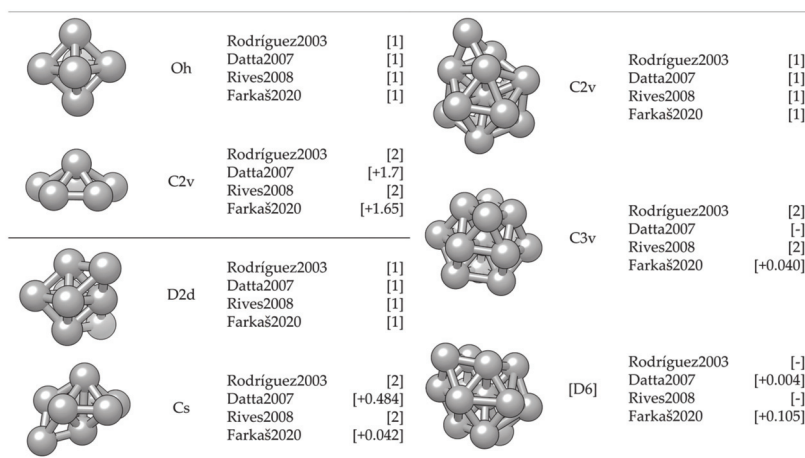 Oh
Rodríguez2003 [1]
Datta2007 [1]
Rives2008 [1]
Farkaš2020 [1]
C2v
Rodríguez2003 [2]
Datta2007 [+1.7]
Rives2008 [2]
Farkaš2020 [+1.65]
D2d
Rodríguez2003 [1]
Datta2007 [1]
Rives2008 [1]
Farkaš2020 [1]
Cs
Rodríguez2003 [2]
Datta2007 [+0.484]
Rives2008 [2]
Farkaš2020 [+0.042]
C2v
Rodríguez2003 [1]
Datta2007 [1]
Rives2008 [1]
Farkaš2020 [1]
C3v
Rodríguez2003 [2]
Datta2007 [-]
Rives2008 [2]
Farkaš2020 [+0.040]
[D6]
Rodríguez2003 [-]
Datta2007 [+0.004]
Rives2008 [-]
Farkaš2020 [+0.105]